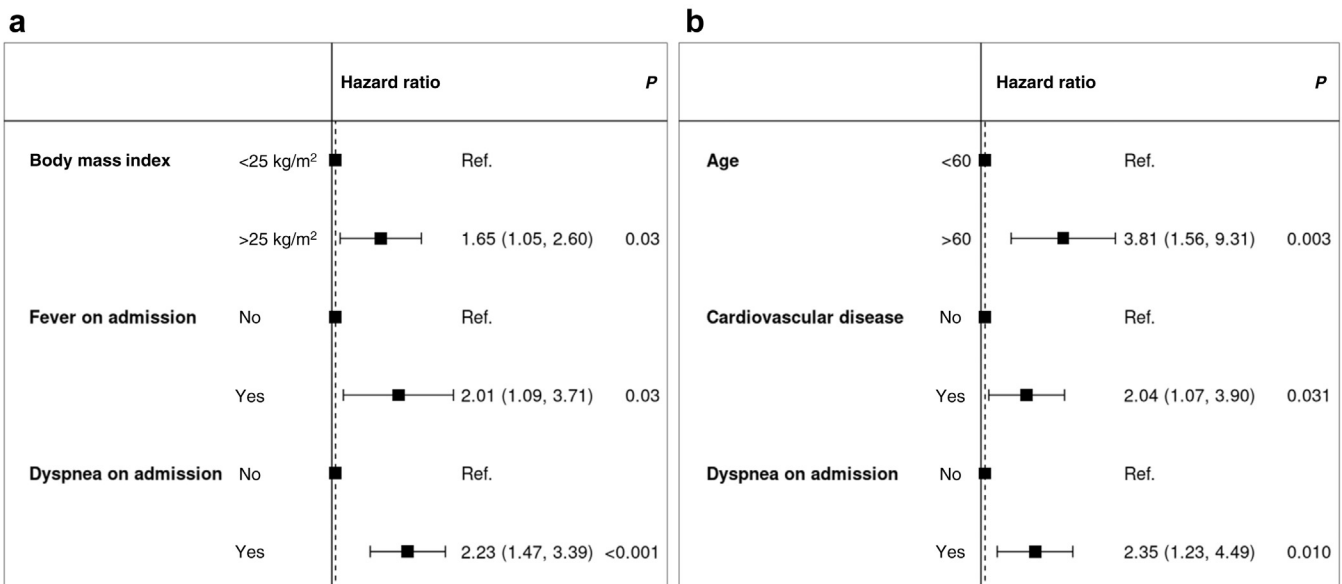 a
Hazard ratio P
Body mass index <25 kg/m² Ref.
>25 kg/m² 1.65 (1.05, 2.60) 0.03
Fever on admission No Ref.
Yes 2.01 (1.09, 3.71) 0.03
Dyspnea on admission No Ref.
Yes 2.23 (1.47, 3.39) <0.001
b
Hazard ratio P
Age <60 Ref.
>60 3.81 (1.56, 9.31) 0.003
Cardiovascular disease No Ref.
Yes 2.04 (1.07, 3.90) 0.031
Dyspnea on admission No Ref.
Yes 2.35 (1.23, 4.49) 0.010